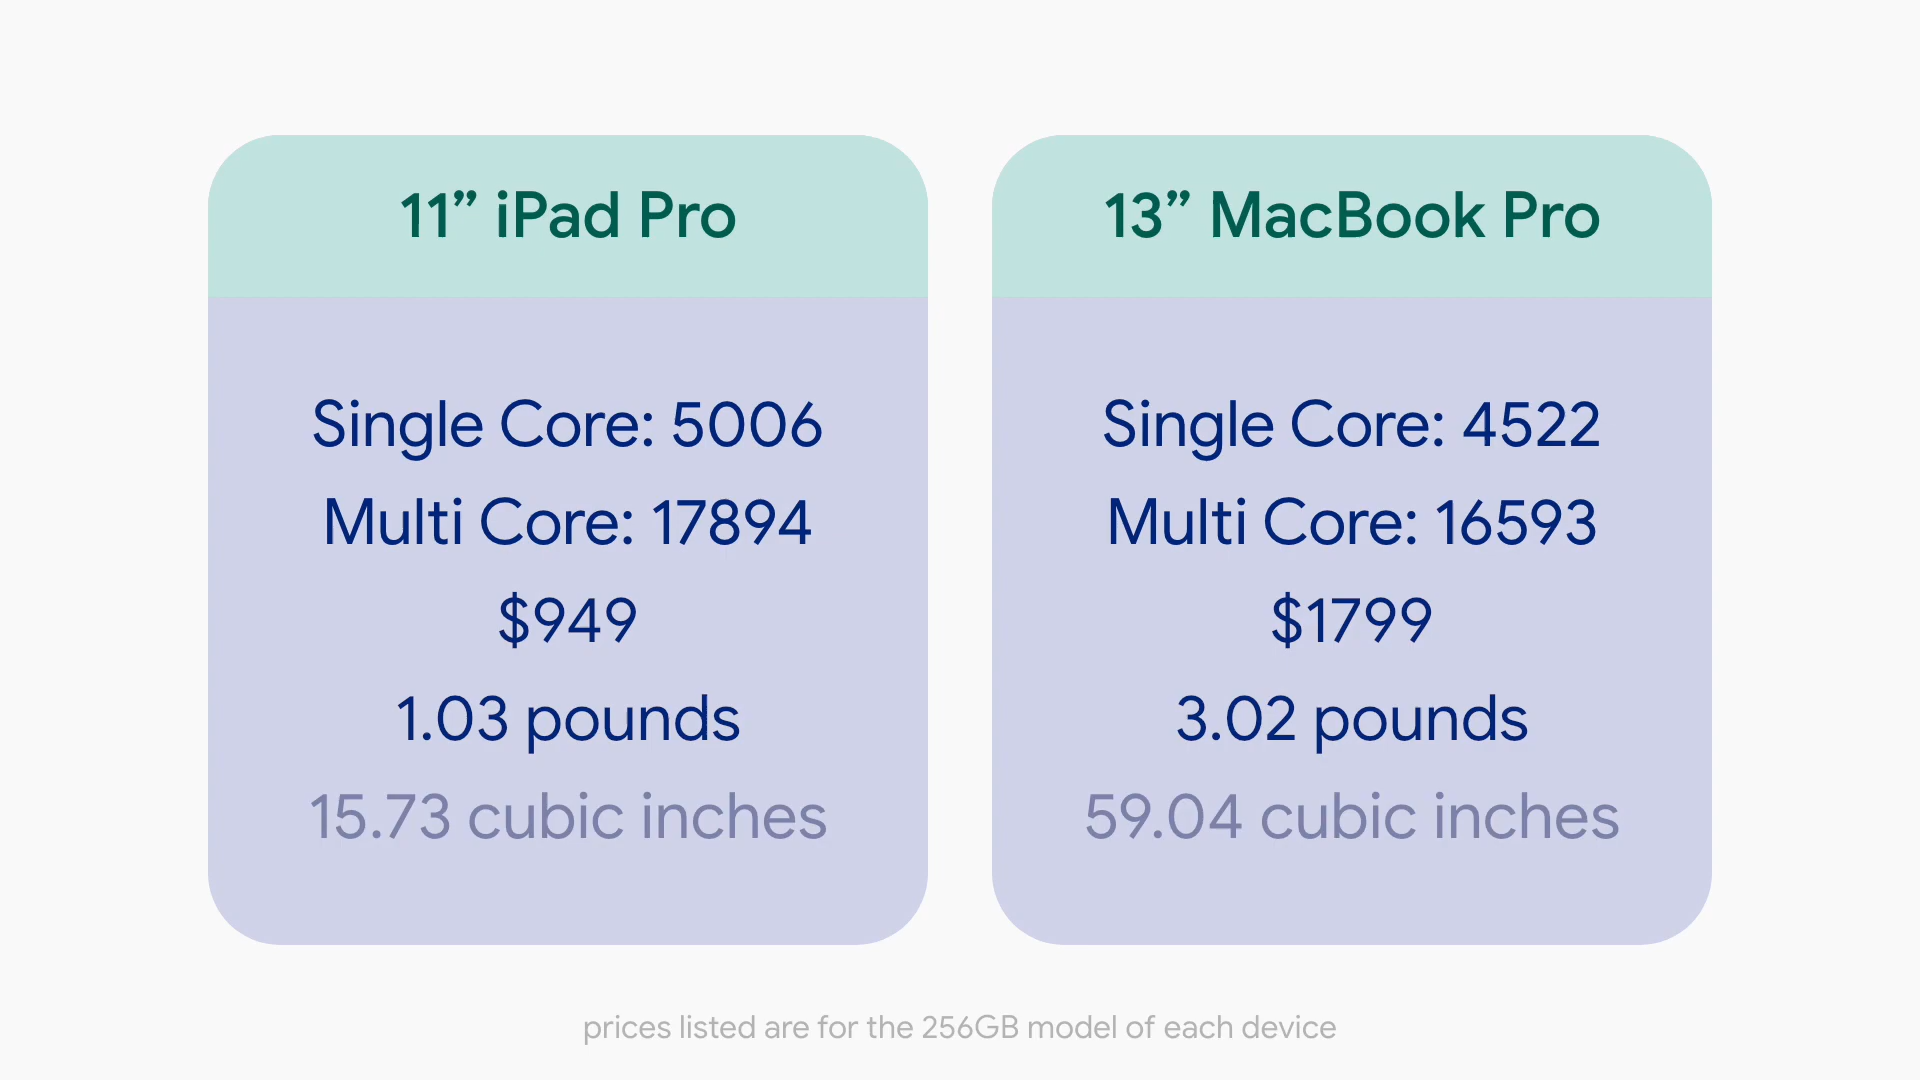 11” iPad Pro
Single Core: 5006
Multi Core: 17894
$949
1.03 pounds
15.73 cubic inches
13” MacBook Pro
Single Core: 4522
Multi Core: 16593
$1799
3.02 pounds
59.04 cubic inches
prices listed are for the 256GB model of each device